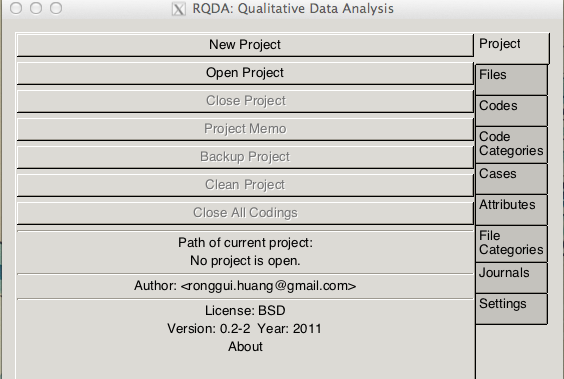 RQDA: Qualitative Data Analysis
New Project
Open Project
Close Project
Project Memo
Backup Project
Clean Project
Close All Codings
Path of current project:
No project is open.
Author: <ronggui.huang@gmail.com>
License: BSD
Version: 0.2-2 Year: 2011
About
Project
Files
Codes
Code
Categories
Cases
Attributes
File
Categories
Journals
Settings